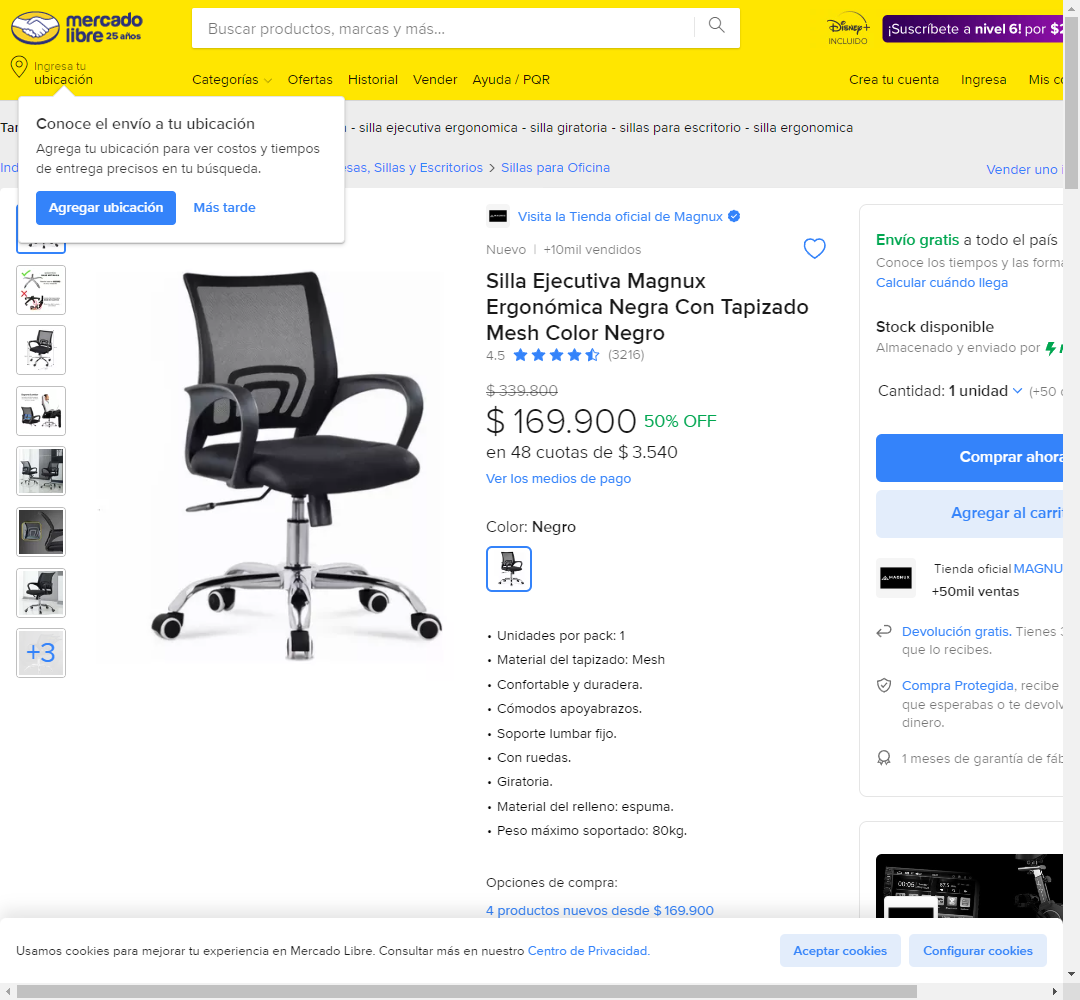 mercado
libre 25 años
Buscar productos, marcas y más...
Disney+
INCLUIDO
¡Suscríbete a nivel 6! por $2
Ingresa tu
ubicación
Categorías
Ofertas
Historial
Vender
Ayuda / PQR
Crea tu cuenta
Ingresa
Mis co
Conoce el envío a tu ubicación
Agrega tu ubicación para ver costos y tiempos
de entrega precisos en tu búsqueda.
Agregar ubicación
Más tarde
- silla ejecutiva ergonomica - silla giratoria - sillas para escritorio - silla ergonomica
esas, Sillas y Escritorios > Sillas para Oficina
Vender uno
Visita la Tienda oficial de Magnux
Nuevo | +10mil vendidos
Silla Ejecutiva Magnux
Ergonómica Negra Con Tapizado
Mesh Color Negro
4.5 (3216)
$ 339.800
$ 169.900 50% OFF
en 48 cuotas de $ 3.540
Ver los medios de pago
Color: Negro
• Unidades por pack: 1
• Material del tapizado: Mesh
• Confortable y duradera.
• Cómodos apoyabrazos.
• Soporte lumbar fijo.
• Con ruedas.
• Giratoria.
• Material del relleno: espuma.
• Peso máximo soportado: 80kg.
Opciones de compra:
4 productos nuevos desde $ 169.900
+3
Envío gratis a todo el país
Conoce los tiempos y las forma
Calcular cuándo llega
Stock disponible
Almacenado y enviado por
Cantidad: 1 unidad (+50
Comprar ahora
Agregar al carrit
MAGNUX
Tienda oficial MAGNU
+50mil ventas
Devolución gratis. Tienes
que lo recibes.
Compra Protegida, recibe
que esperabas o te devolv
dinero.
1 meses de garantía de fáb
Usamos cookies para mejorar tu experiencia en Mercado Libre. Consultar más en nuestro Centro de Privacidad.
Aceptar cookies
Configurar cookies